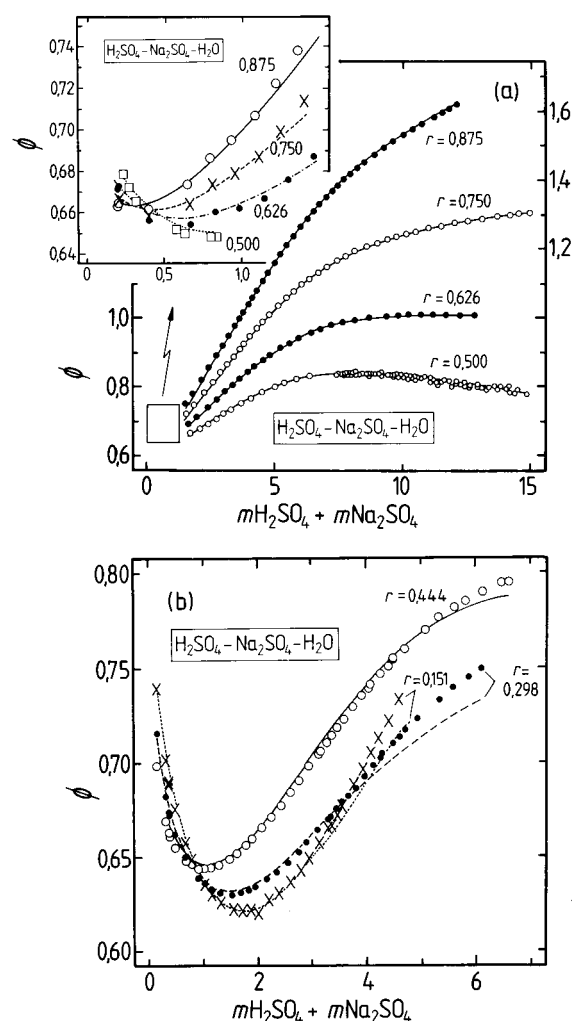 (a)
0,74
0,72
0,70
0,68
0,66
0,64
ϕ
H₂SO₄–Na₂SO₄–H₂O
0,875
0,750
0,626
0,500
0 0,5 1,0
1,6
1,4
1,2
1,0
0,8
0,6
ϕ
r = 0,875
r = 0,750
r = 0,626
r = 0,500
H₂SO₄–Na₂SO₄–H₂O
0 5 10 15
mH₂SO₄ + mNa₂SO₄
(b)
0,80
0,75
0,70
0,65
0,60
ϕ
H₂SO₄–Na₂SO₄–H₂O
r = 0,444
r = 0,151
r =
0,298
0 2 4 6
mH₂SO₄ + mNa₂SO₄